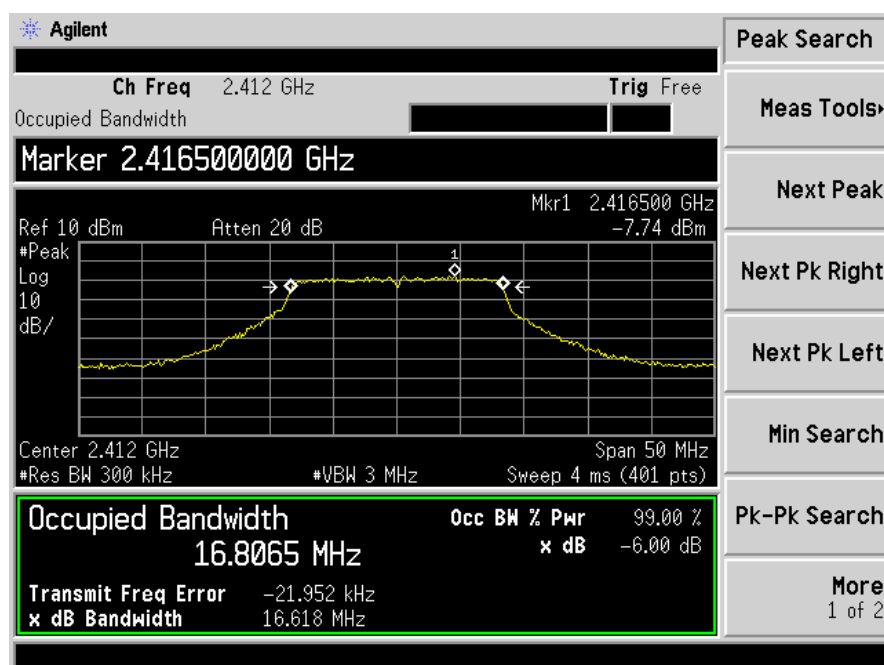 Agilent
Peak Search
Ch Freq 2.412 GHz Trig Free
Occupied Bandwidth
Meas Tools
Marker 2.416500000 GHz
Next Peak
Mkr1 2.416500 GHz
Ref 10 dBm Atten 20 dB -7.74 dBm
#Peak
1
Log
10
dB/
Next Pk Right
Next Pk Left
Min Search
Center 2.412 GHz Span 50 MHz
#Res BW 300 kHz #VBW 3 MHz Sweep 4 ms (401 pts)
Pk-Pk Search
Occupied Bandwidth Occ BW % Pwr 99.00 %
16.8065 MHz x dB -6.00 dB
Transmit Freq Error -21.952 kHz
x dB Bandwidth 16.618 MHz
More
1 of 2